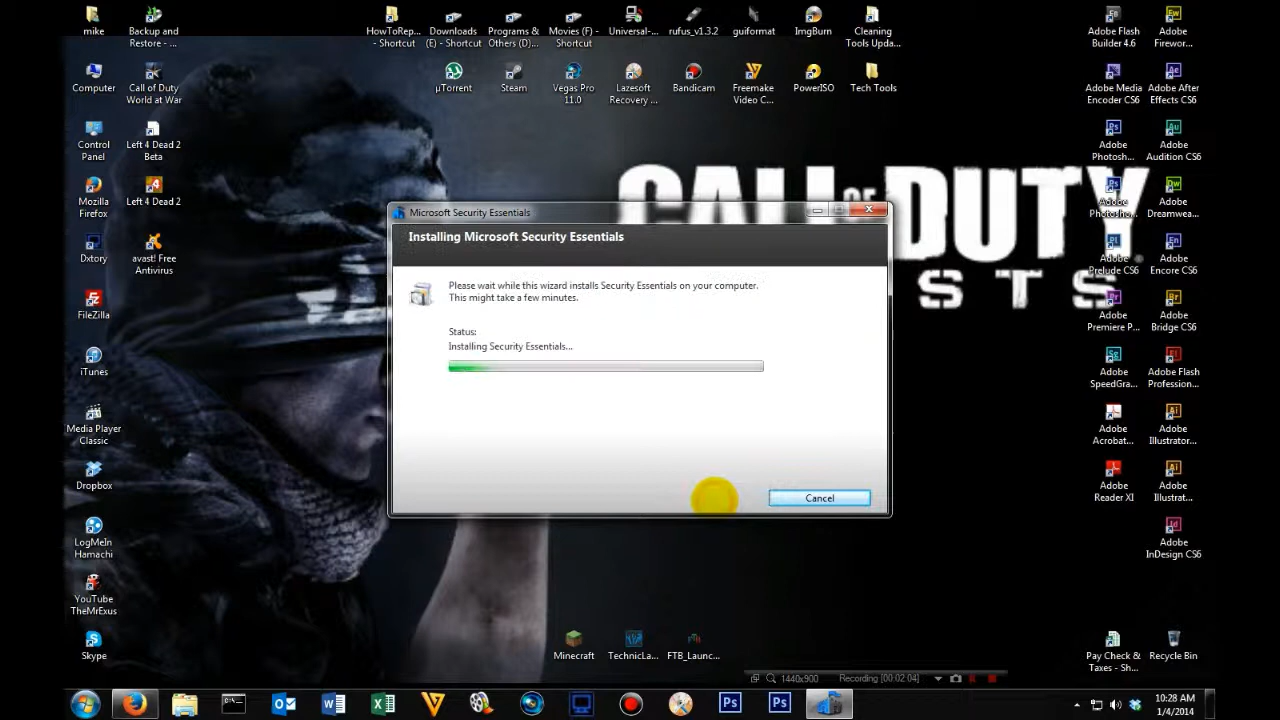 mike
Backup and
Restore - ...
HowToRep...
- Shortcut
Downloads
(E) - Shortcut
Programs &
Others (D)...
Movies (F) -
Shortcut
Universal-...
rufus_v1.3.2
guiformat
ImgBurn
Cleaning
Tools Upda...
Adobe Flash
Builder 4.6
Adobe
Firewor...
Computer
Call of Duty
World at War
µTorrent
Steam
Vegas Pro
11.0
Lazesoft
Recovery ...
Bandicam
Freemake
Video C...
PowerISO
Tech Tools
Adobe Media
Encoder CS6
Adobe After
Effects CS6
Control
Panel
Left 4 Dead 2
Beta
Adobe
Photosh...
Adobe
Audition CS6
Mozilla
Firefox
Left 4 Dead 2
CALL OF DUTY
Adobe
Photosho...
Adobe
Dreamwea...
Dxtory
avast! Free
Antivirus
Adobe
Prelude CS6
Adobe
Encore CS6
STS
Microsoft Security Essentials
Installing Microsoft Security Essentials
Please wait while this wizard installs Security Essentials on your computer.
This might take a few minutes.
Status:
Installing Security Essentials...
Cancel
FileZilla
Adobe
Premiere P...
Adobe
Bridge CS6
iTunes
Adobe
SpeedGra...
Adobe Flash
Profession...
Media Player
Classic
Adobe
Acrobat...
Adobe
Illustrator...
Dropbox
Adobe
Reader XI
Adobe
Illustrat...
LogMeIn
Hamachi
Adobe
InDesign CS6
YouTube
TheMrExus
Skype
Minecraft
TechnicLa...
FTB_Launc...
Pay Check &
Taxes - Sh...
Recycle Bin
1440x900
Recording [00:02:04]
10:28 AM
1/4/2014